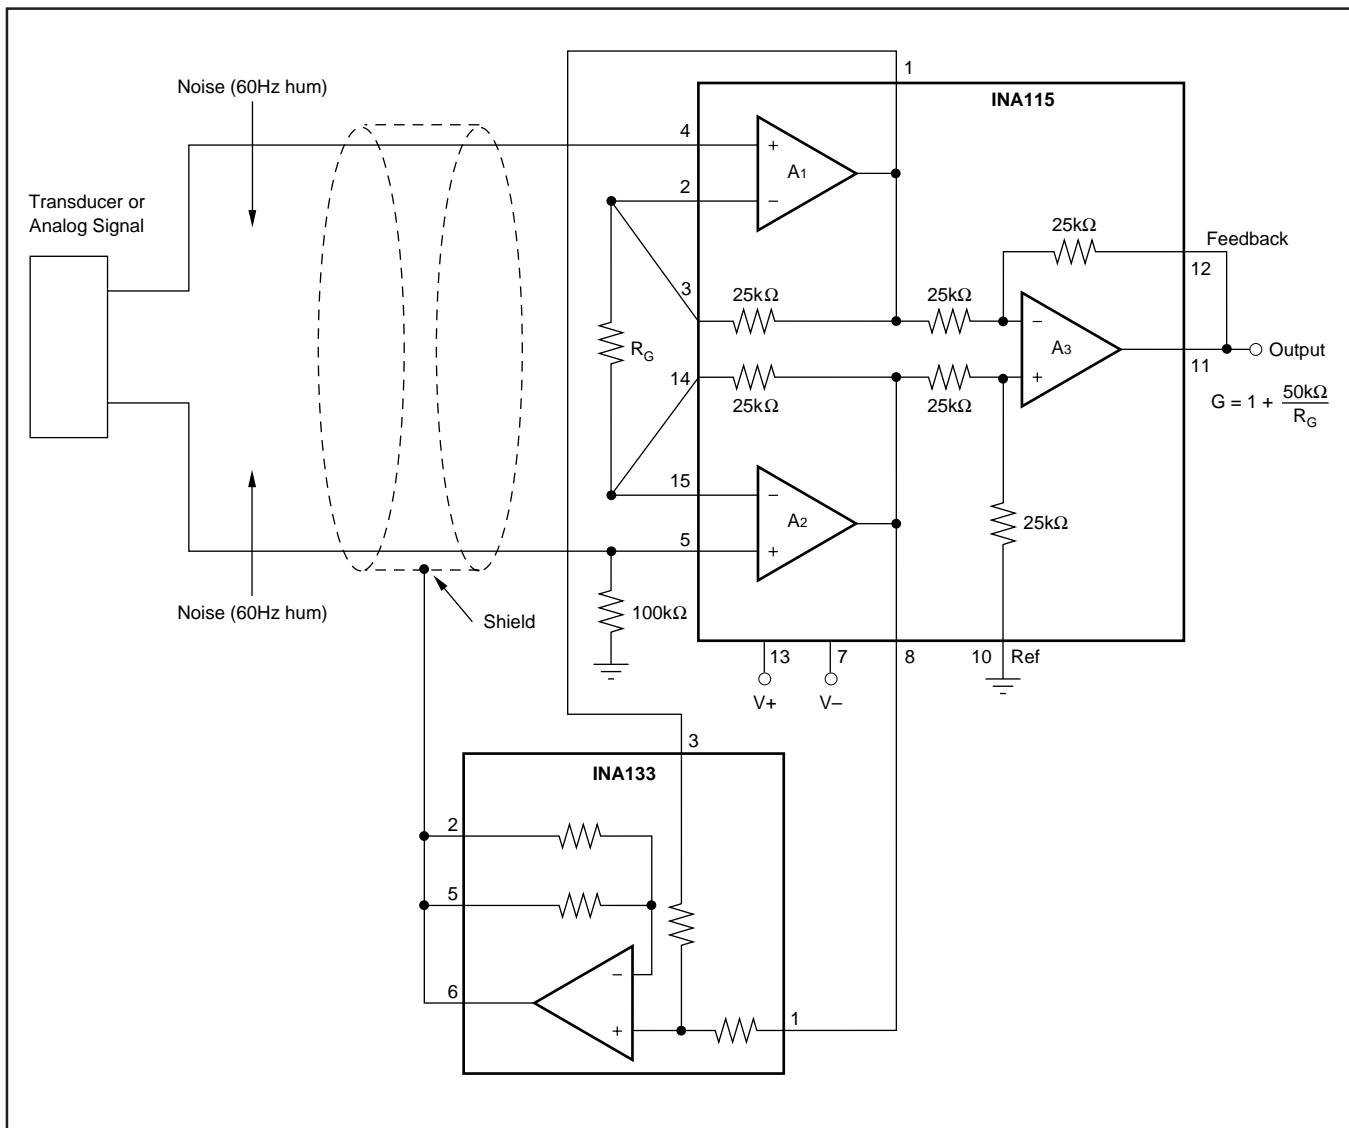 1
Noise (60Hz hum)
INA115
4
+
A1
2
–
Transducer or
Analog Signal
25kΩ
Feedback
12
3
25kΩ
25kΩ
–
RG
A3
Output
11
14
+
25kΩ
25kΩ
G = 1 + 50kΩ
RG
15
–
A2
25kΩ
5
+
Noise (60Hz hum)
Shield
100kΩ
13
7
8
10
Ref
V+
V–
3
INA133
2
5
–
6
+
1